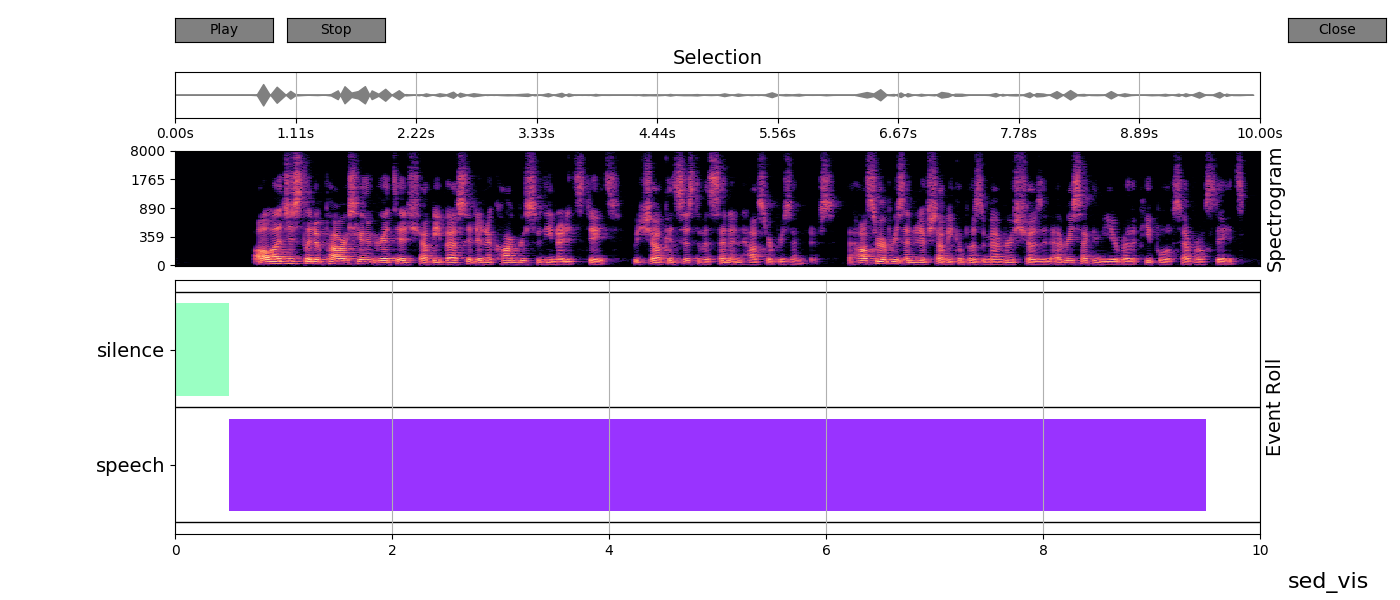 Play Stop Close
Selection
0.00s 1.11s 2.22s 3.33s 4.44s 5.56s 6.67s 7.78s 8.89s 10.00s
8000
1765
890
359
0
Spectrogram
silence
speech
Event Roll
0 2 4 6 8 10
sed_vis